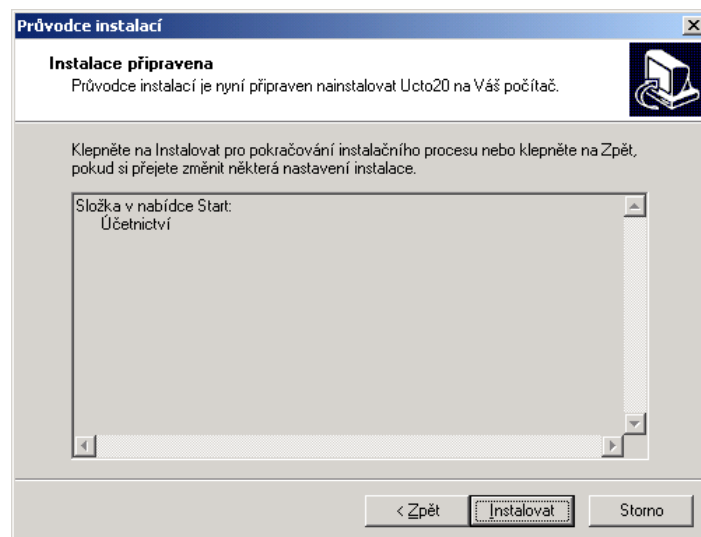 Průvodce instalací
Instalace připravena
Průvodce instalací je nyní připraven nainstalovat Ucto20 na Váš počítač.
Klepněte na Instalovat pro pokračování instalačního procesu nebo klepněte na Zpět,
pokud si přejete změnit některá nastavení instalace.
Složka v nabídce Start:
Účetnictví
< Zpět
Instalovat
Storno